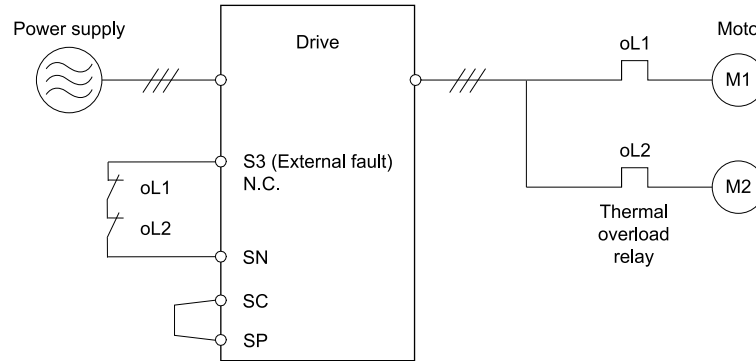 Power supply
Drive
oL1
Moto
M1
S3 (External fault)
N.C.
oL1
oL2
oL2
M2
Thermal
overload
relay
SN
SC
SP